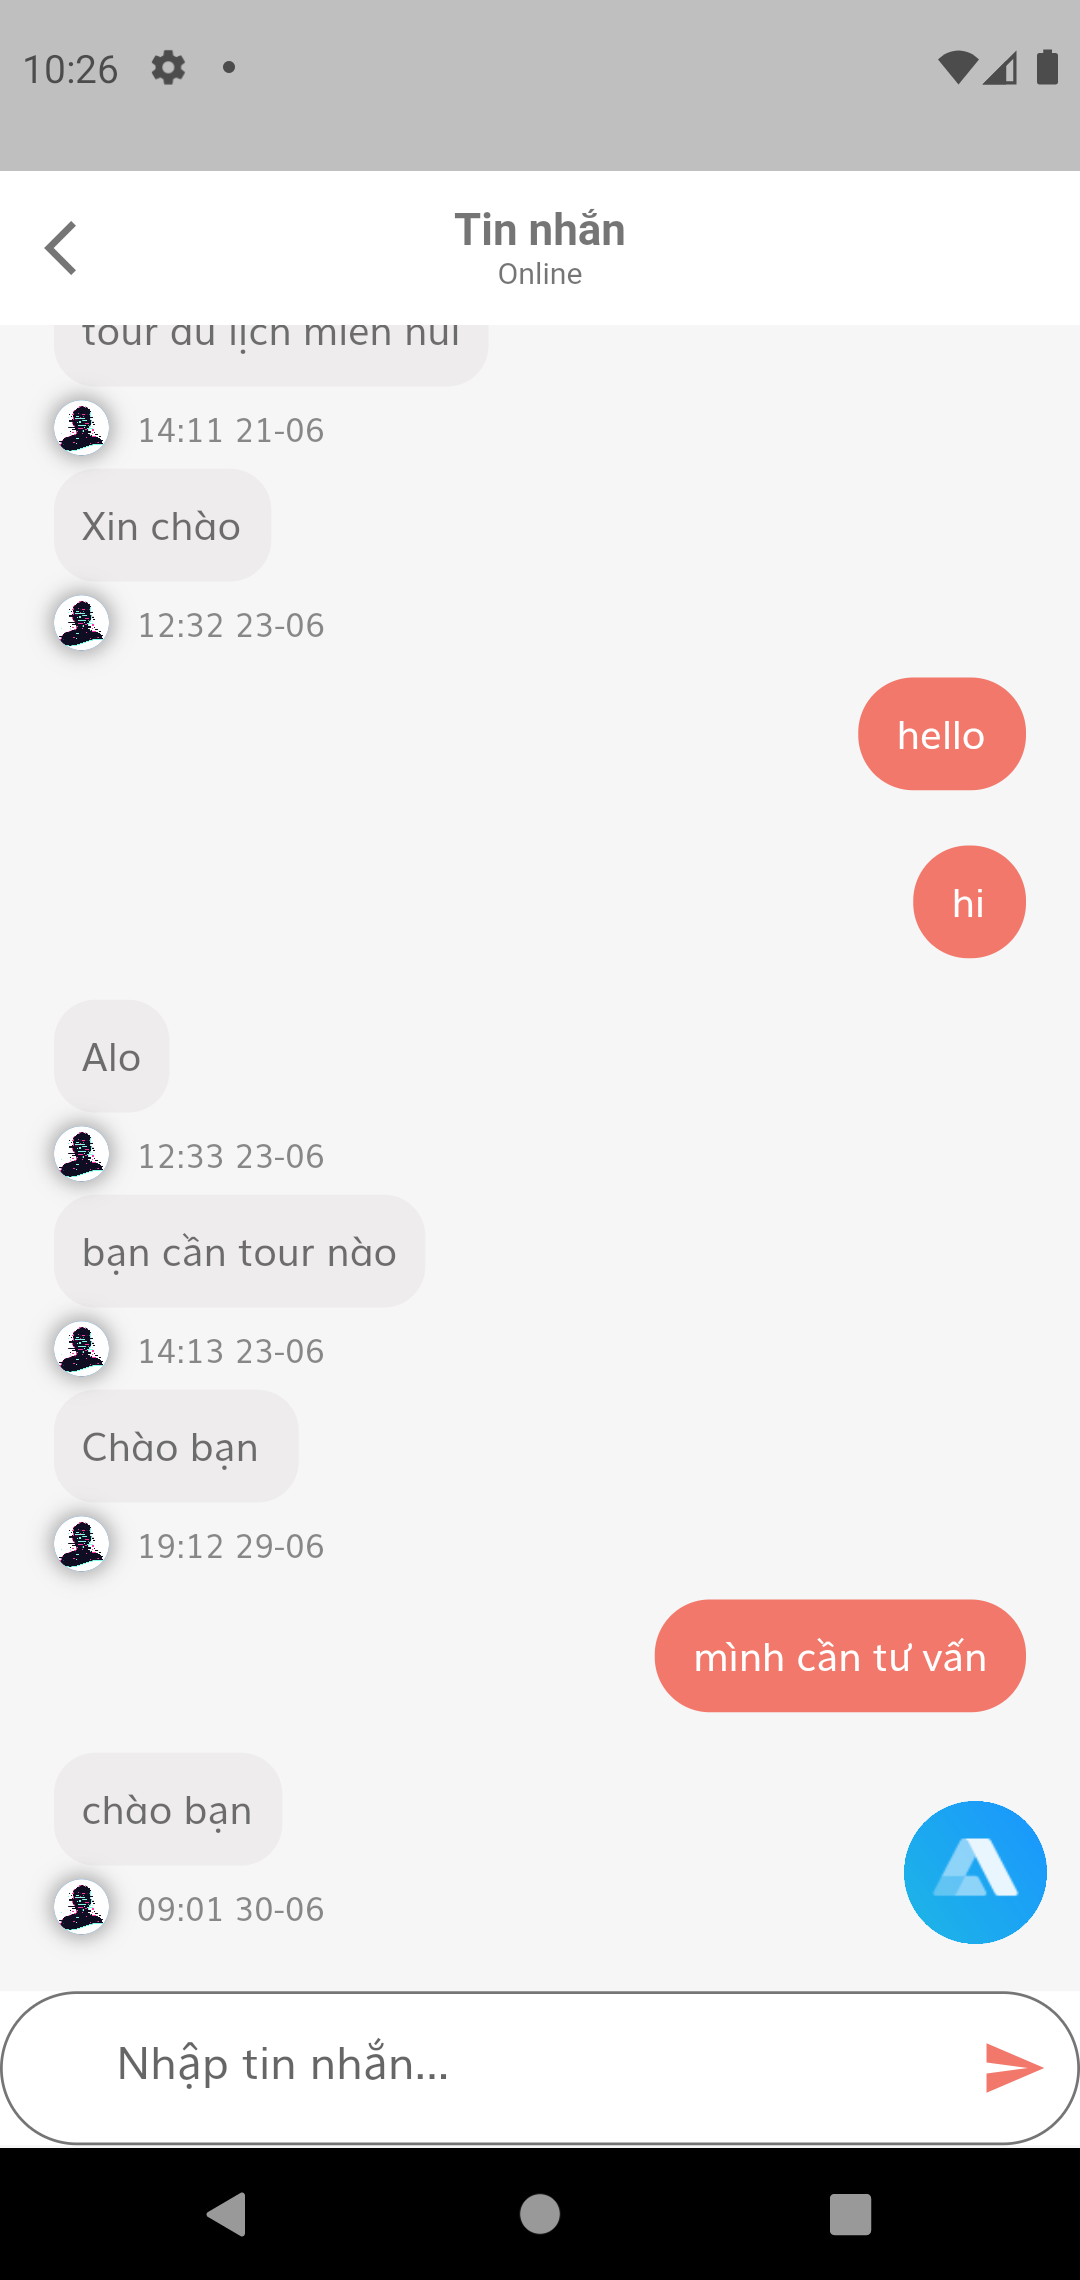 10:26
Tin nhắn
Online
tour du lịch miền núi
14:11 21-06
Xin chào
12:32 23-06
hello
hi
Alo
12:33 23-06
bạn cần tour nào
14:13 23-06
Chào bạn
19:12 29-06
mình cần tư vấn
chào bạn
09:01 30-06
Nhập tin nhắn...